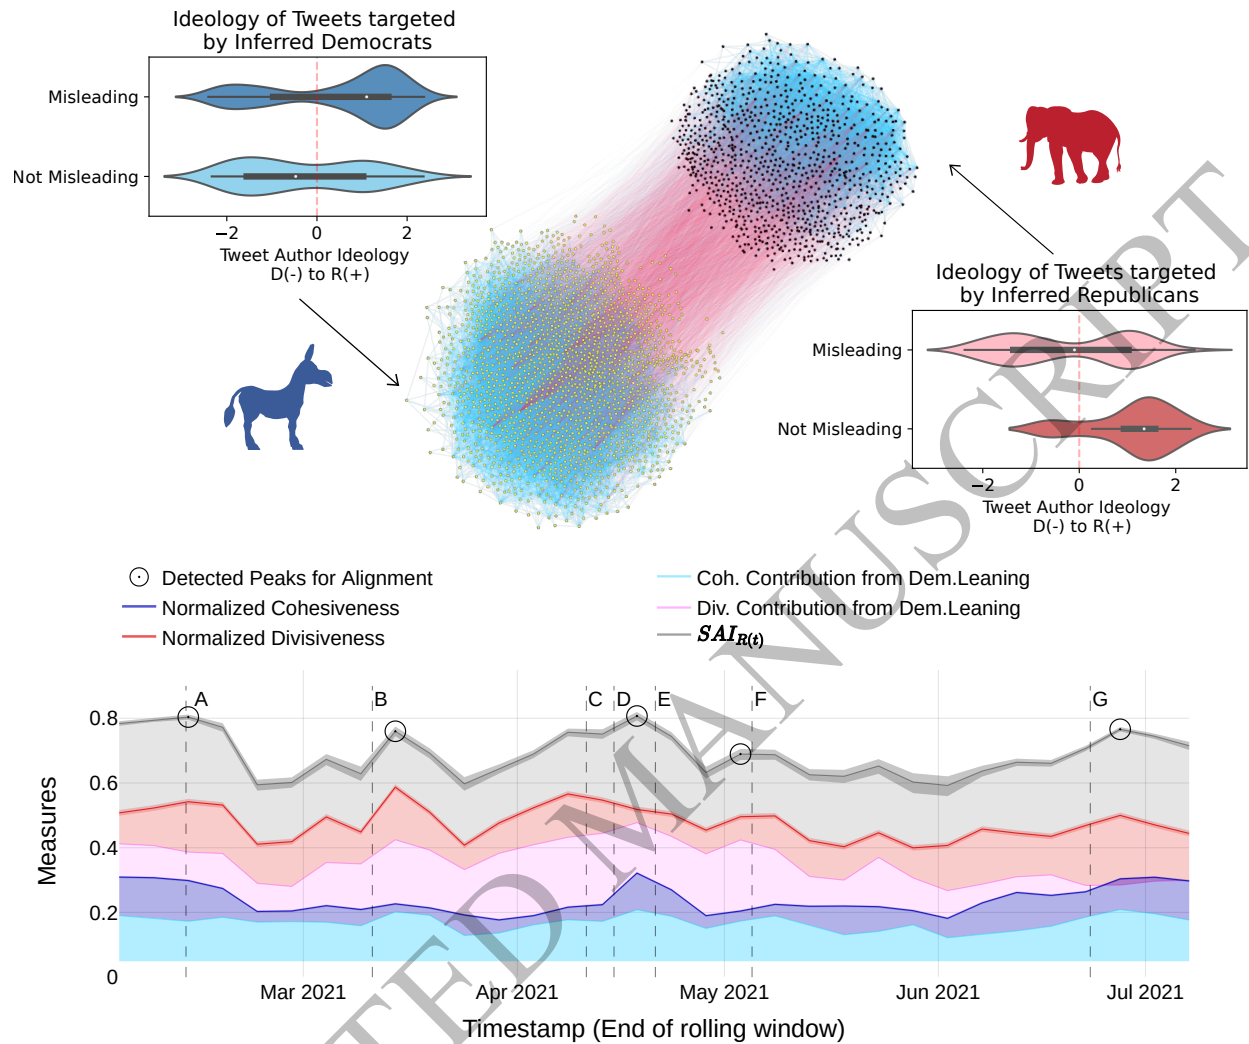 Ideology of Tweets targeted
by Inferred Democrats
Misleading
Not Misleading
−2 0 2
Tweet Author Ideology
D(-) to R(+)
Ideology of Tweets targeted
by Inferred Republicans
Misleading
Not Misleading
−2 0 2
Tweet Author Ideology
D(-) to R(+)
Detected Peaks for Alignment
Normalized Cohesiveness
Normalized Divisiveness
Coh. Contribution from Dem.Leaning
Div. Contribution from Dem.Leaning
SAI_R(t)
A B C D E F G
0.8
0.6
0.4
0.2
0
Measures
Mar 2021 Apr 2021 May 2021 Jun 2021 Jul 2021
Timestamp (End of rolling window)
TED MANUSCRIPT